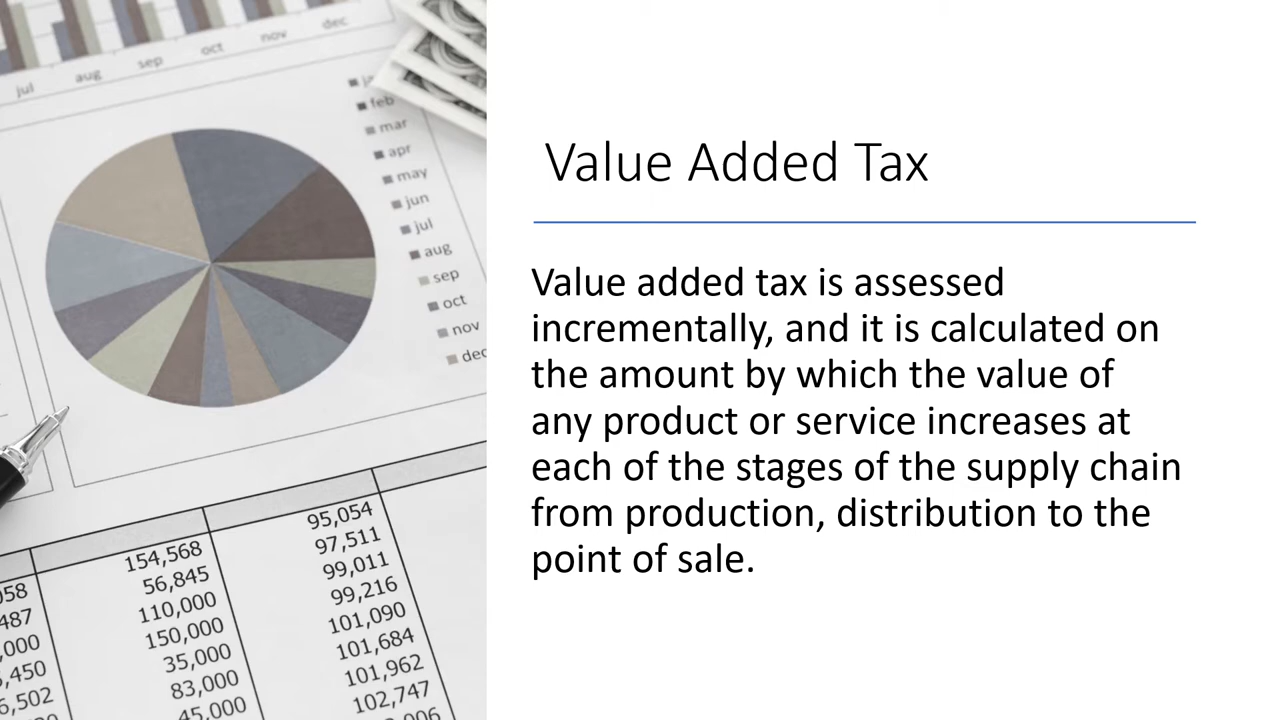 jul aug sep oct nov dec
feb
mar
apr
may
jun
jul
aug
sep
oct
nov
dec
Value Added Tax
Value added tax is assessed
incrementally, and it is calculated on
the amount by which the value of
any product or service increases at
each of the stages of the supply chain
from production, distribution to the
point of sale.
154,568
56,845
110,000
150,000
35,000
83,000
45,000
95,054
97,511
99,011
99,216
101,090
101,684
101,962
102,747